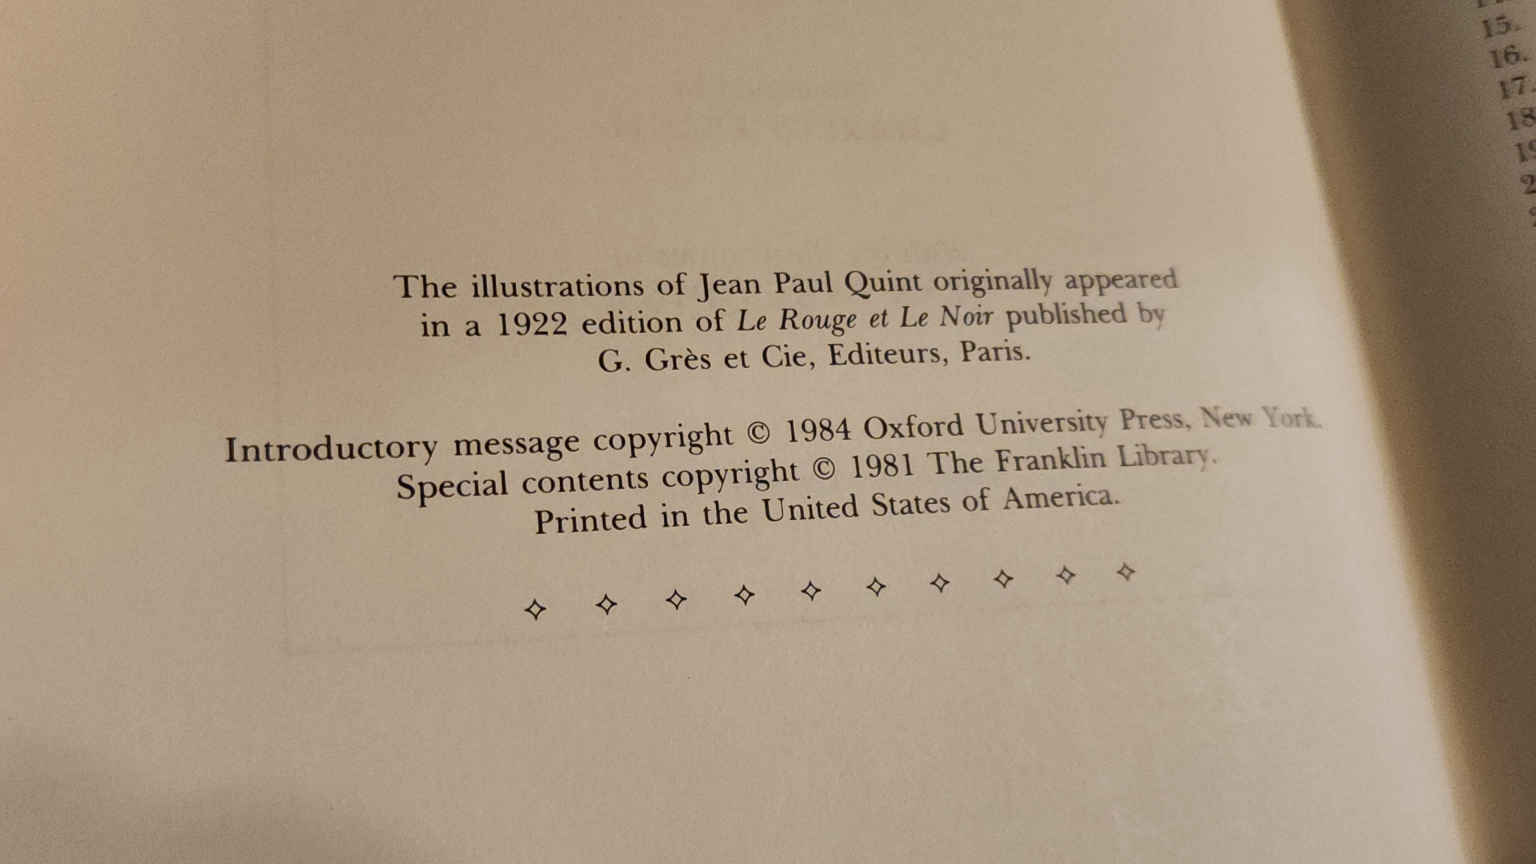 The illustrations of Jean Paul Quint originally appeared
in a 1922 edition of Le Rouge et Le Noir published by
G. Grès et Cie, Editeurs, Paris.
Introductory message copyright © 1984 Oxford University Press, New York.
Special contents copyright © 1981 The Franklin Library.
Printed in the United States of America.
15.
16.
17.
18